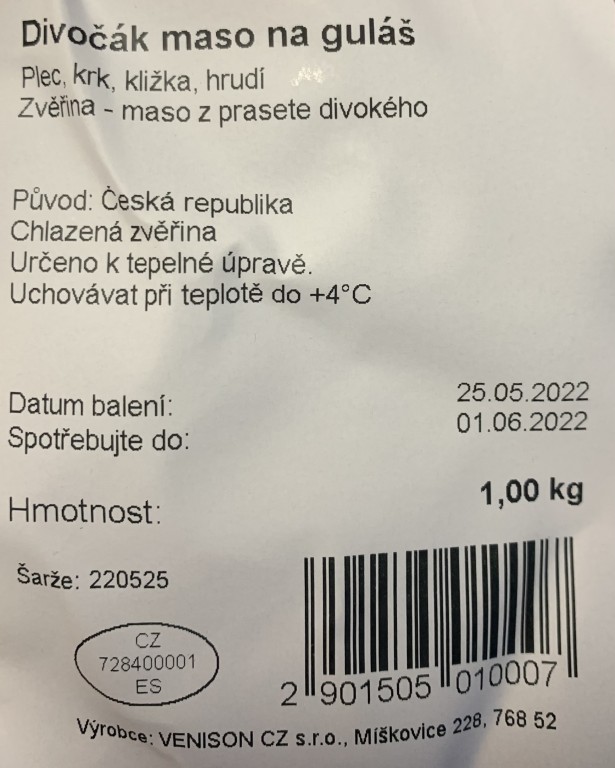 Divočák maso na guláš
Plec, krk, kližka, hrudí
Zvěřina - maso z prasete divokého
Původ: Česká republika
Chlazená zvěřina
Určeno k tepelné úpravě.
Uchovávat při teplotě do +4°C
Datum balení: 25.05.2022
Spotřebujte do: 01.06.2022
Hmotnost: 1,00 kg
Šarže: 220525
CZ
728400001
ES
2 901505 010007
Výrobce: VENISON CZ s.r.o., Míškovice 228, 768 52